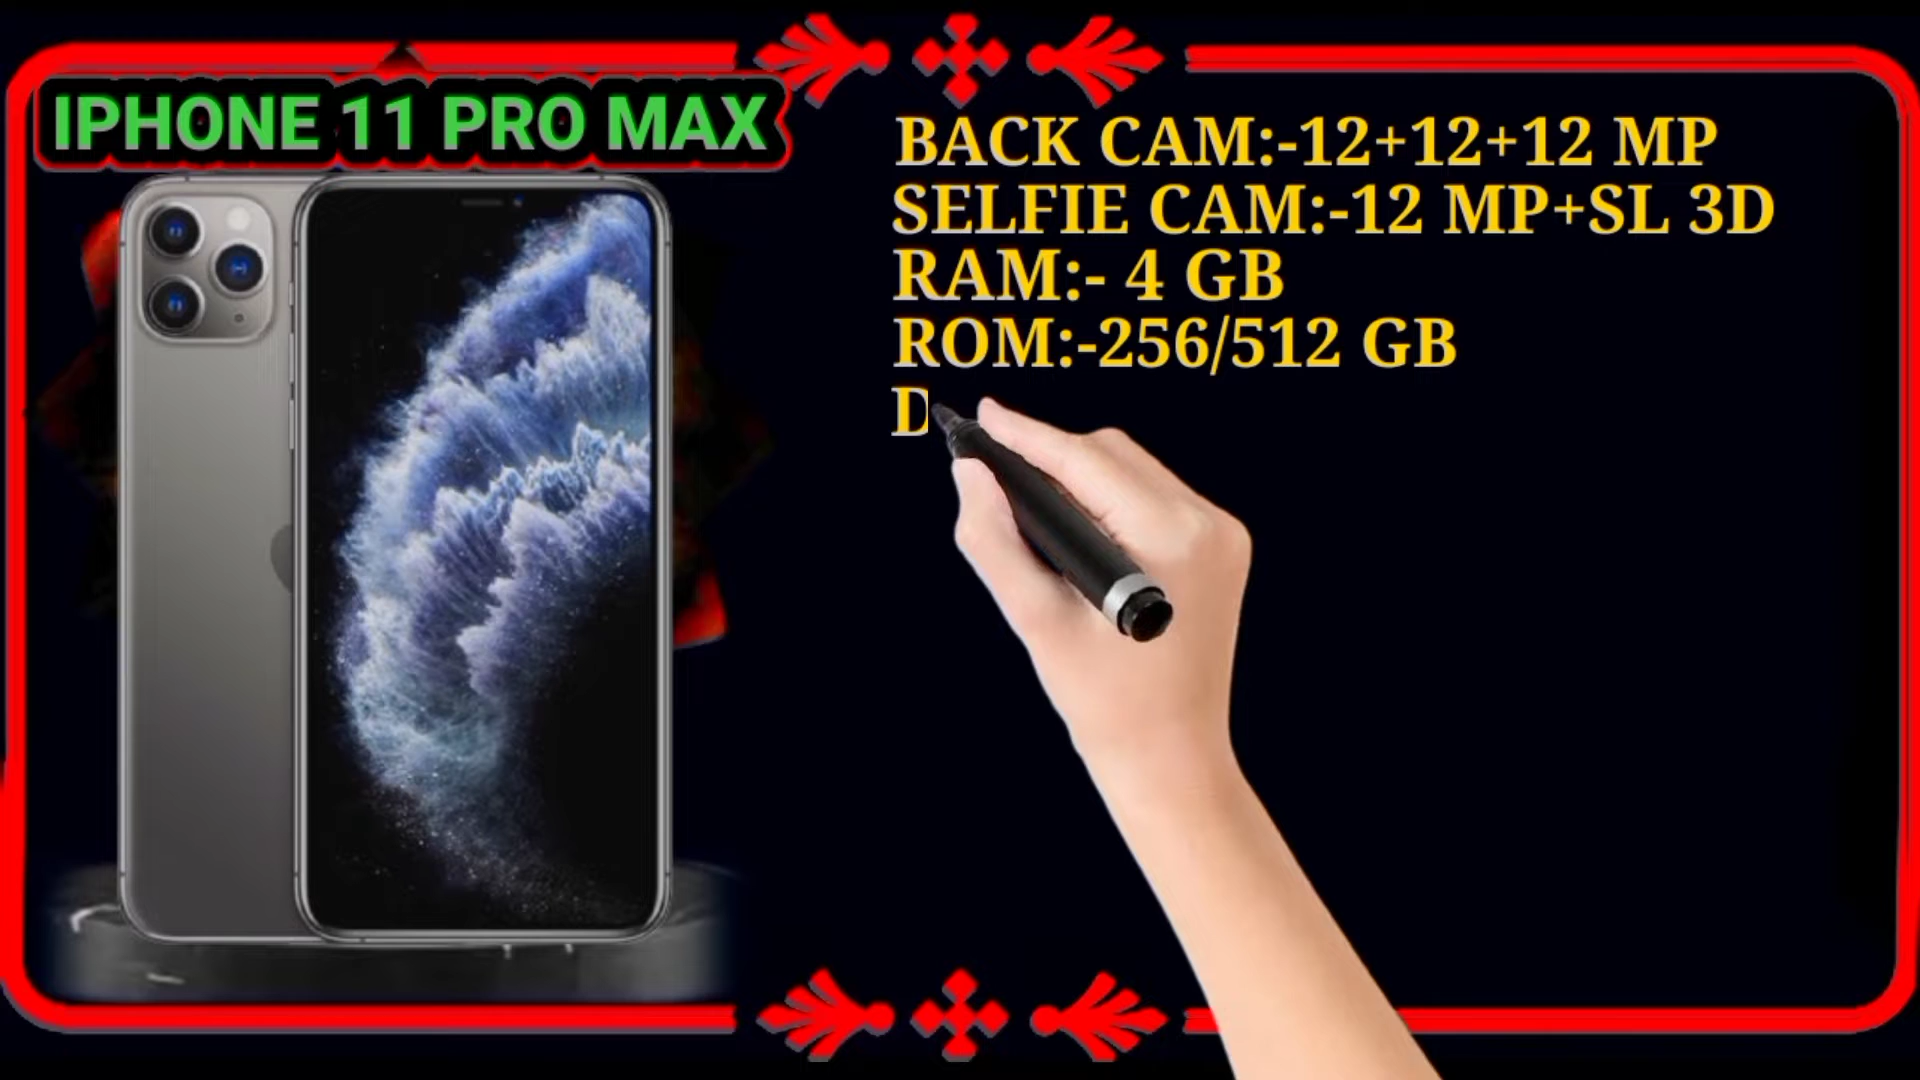 IPHONE 11 PRO MAX
BACK CAM:-12+12+12 MP
SELFIE CAM:-12 MP+SL 3D
RAM:- 4 GB
ROM:-256/512 GB
D